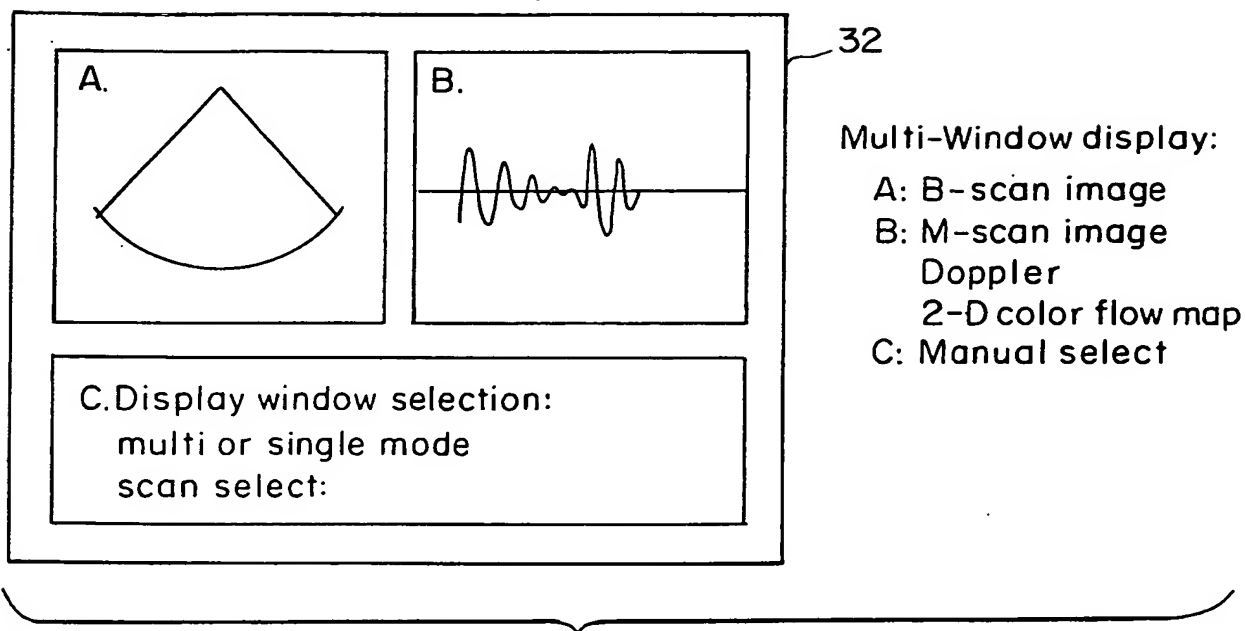 32
A.
B.
C.Display window selection:
multi or single mode
scan select:
Multi-Window display:
A: B-scan image
B: M-scan image
Doppler
2-D color flow map
C: Manual select